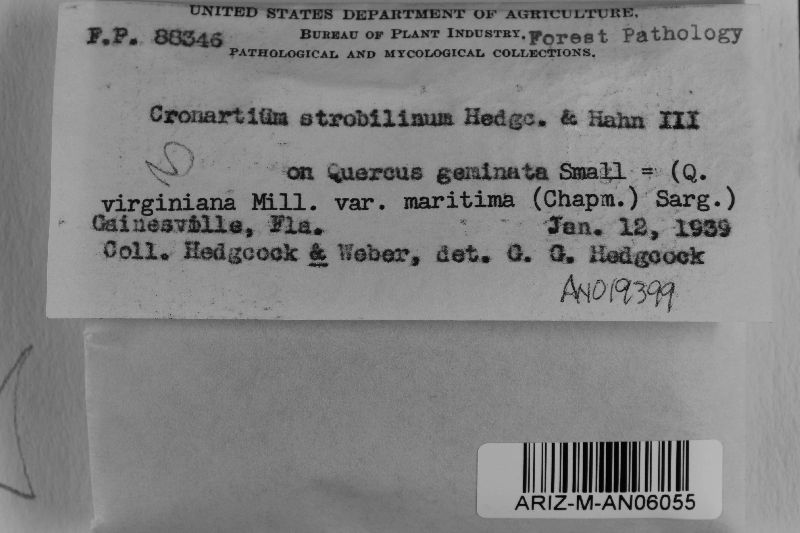 UNITED STATES DEPARTMENT OF AGRICULTURE.
F.P. 88346 BUREAU OF PLANT INDUSTRY. Forest Pathology
PATHOLOGICAL AND MYCOLOGICAL COLLECTIONS.
Cronartium strobilinum Hedgc. & Hahn III
on Quercus geminata Small = (Q.
virginiana Mill. var. maritima (Chapm.) Sarg.)
Gainesville, Fla. Jan. 12, 1939
Coll. Hedgcock & Weber, det. G. G. Hedgcock
AN019399
ARIZ-M-AN06055